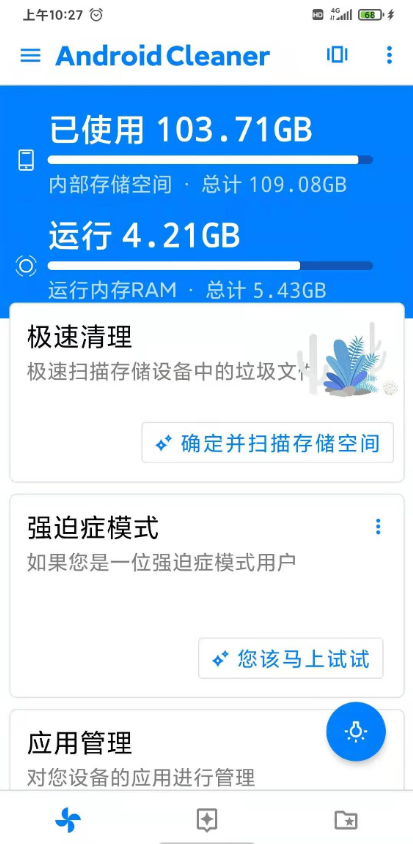 上午10:27
HD 4G 68
Android Cleaner
已使用 103.71GB
内部存储空间 · 总计 109.08GB
运行 4.21GB
运行内存RAM · 总计 5.43GB
极速清理
极速扫描存储设备中的垃圾文
确定并扫描存储空间
强迫症模式
如果您是一位强迫症模式用户
您该马上试试
应用管理
对您设备的应用进行管理